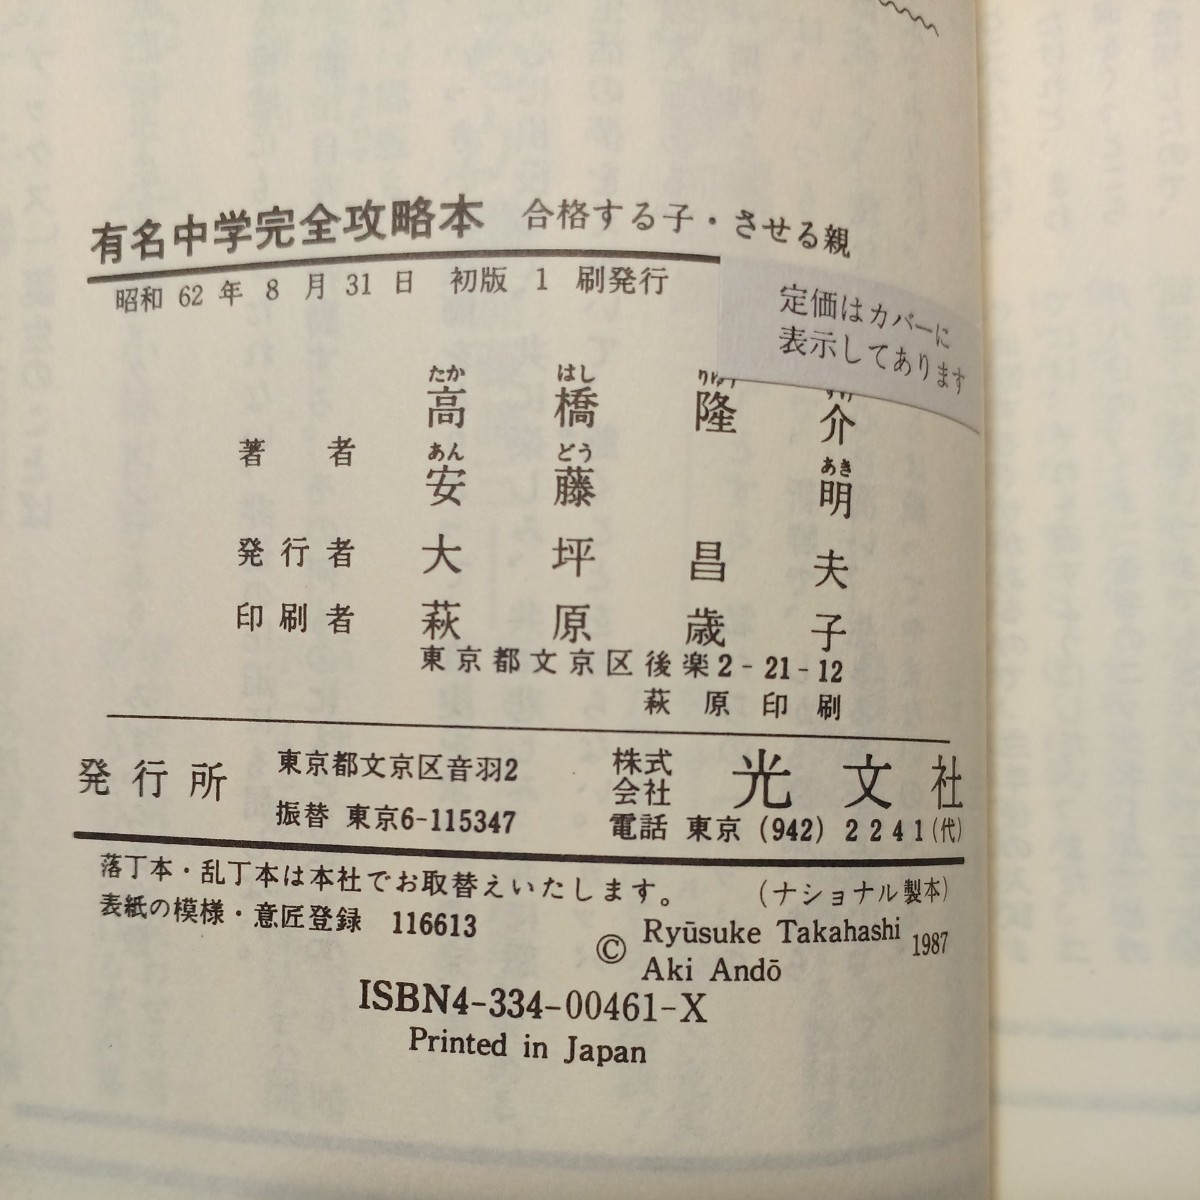 有名中学完全攻略本 合格する子・させる親
昭和 62 年 8 月 31 日 初版 1 刷発行
定価はカバーに
表示してあります
たか はし
著者 高橋隆介
あん どう あき
安藤明
発行者 大坪昌夫
印刷者 萩原歳子
東京都文京区後楽2-21-12
萩原印刷
発行所 東京都文京区音羽2 株式会社 光文社
振替 東京6-115347 電話 東京 (942) 2241(代)
落丁本・乱丁本は本社でお取替えいたします。 (ナショナル製本)
表紙の模様・意匠登録 116613
© Ryūsuke Takahashi 1987
Aki Andō
ISBN4-334-00461-X
Printed in Japan